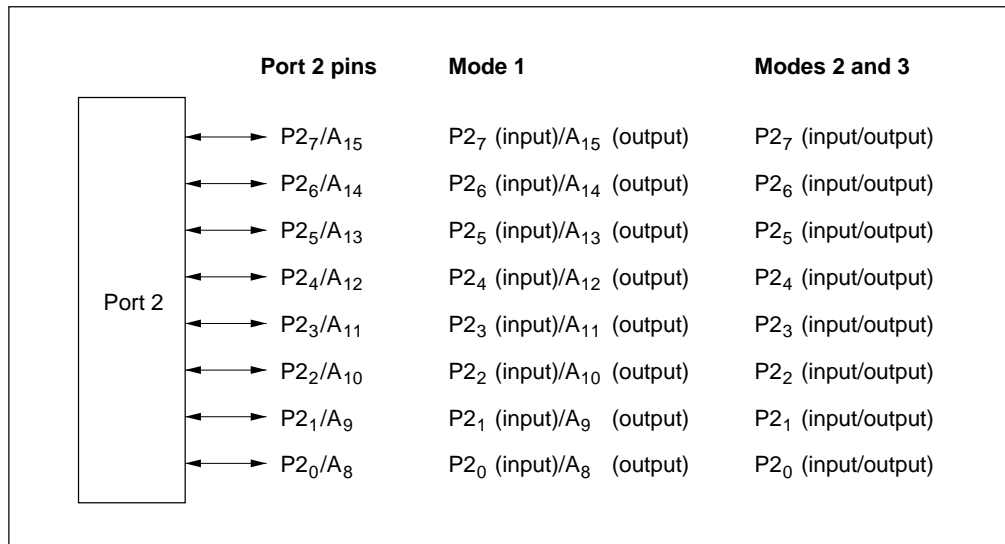 Port 2 pins Mode 1 Modes 2 and 3
P2₇/A₁₅ P2₇ (input)/A₁₅ (output) P2₇ (input/output)
P2₆/A₁₄ P2₆ (input)/A₁₄ (output) P2₆ (input/output)
P2₅/A₁₃ P2₅ (input)/A₁₃ (output) P2₅ (input/output)
P2₄/A₁₂ P2₄ (input)/A₁₂ (output) P2₄ (input/output)
Port 2
P2₃/A₁₁ P2₃ (input)/A₁₁ (output) P2₃ (input/output)
P2₂/A₁₀ P2₂ (input)/A₁₀ (output) P2₂ (input/output)
P2₁/A₉ P2₁ (input)/A₉ (output) P2₁ (input/output)
P2₀/A₈ P2₀ (input)/A₈ (output) P2₀ (input/output)